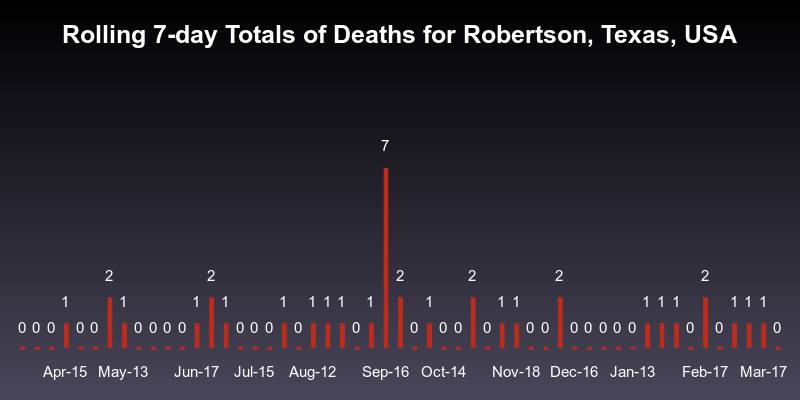 Rolling 7-day Totals of Deaths for Robertson, Texas, USA
7
2 2 2 2 2 2
1 1 1 1 1 1 1 1 1 1 1 1 1 1 1 1 1 1
0 0 0 0 0 0 0 0 0 0 0 0 0 0 0 0 0 0 0 0 0 0 0 0 0 0 0 0
Apr-15 May-13 Jun-17 Jul-15 Aug-12 Sep-16 Oct-14 Nov-18 Dec-16 Jan-13 Feb-17 Mar-17